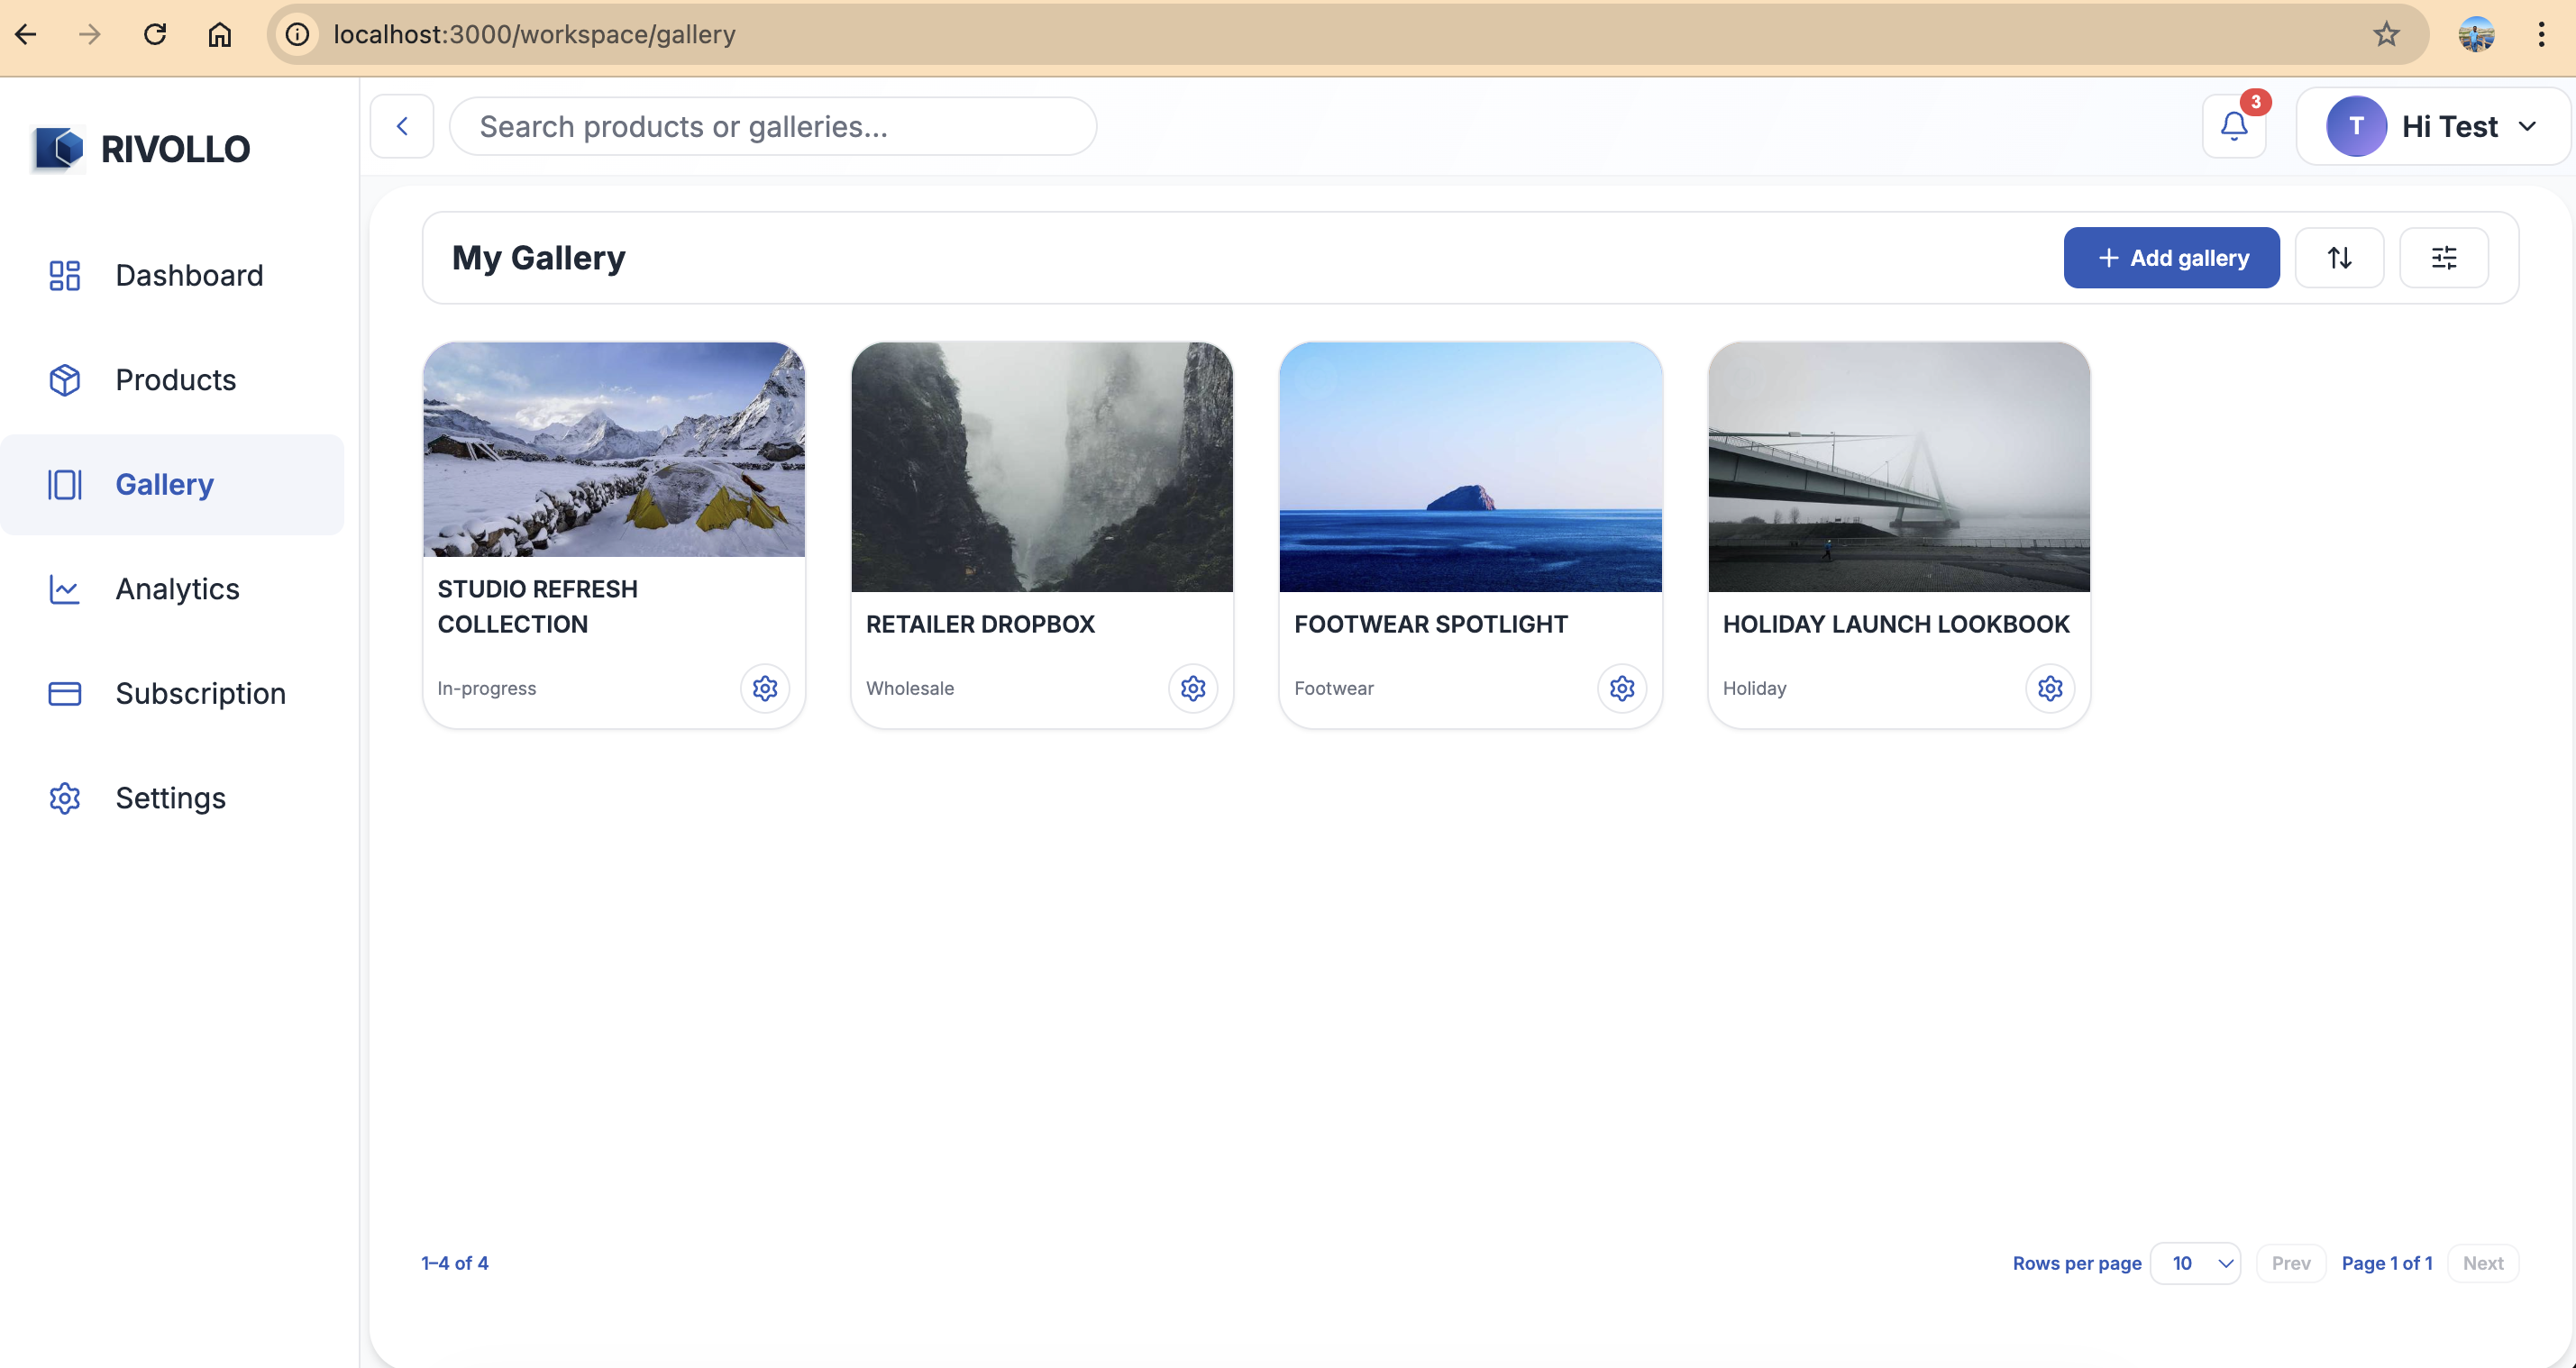 localhost:3000/workspace/gallery
RIVOLLO
Search products or galleries...
3
T
Hi Test
Dashboard
Products
Gallery
Analytics
Subscription
Settings
My Gallery
+ Add gallery
STUDIO REFRESH
COLLECTION
In-progress
RETAILER DROPBOX
Wholesale
FOOTWEAR SPOTLIGHT
Footwear
HOLIDAY LAUNCH LOOKBOOK
Holiday
1–4 of 4
Rows per page 10 Prev Page 1 of 1 Next